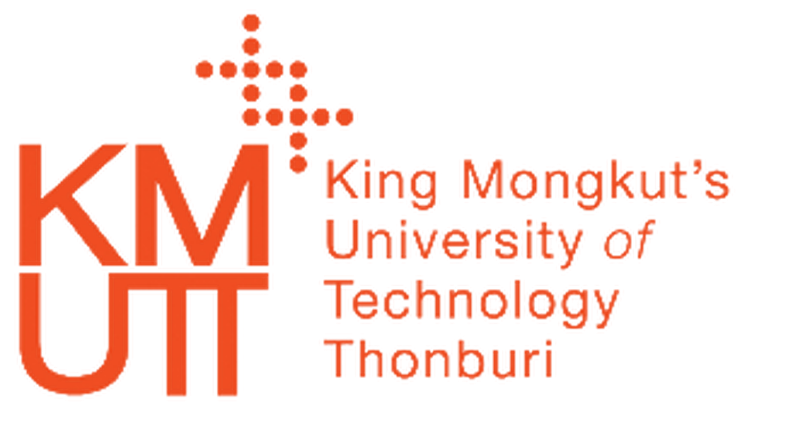 KM
UTT
King Mongkut's
University of
Technology
Thonburi